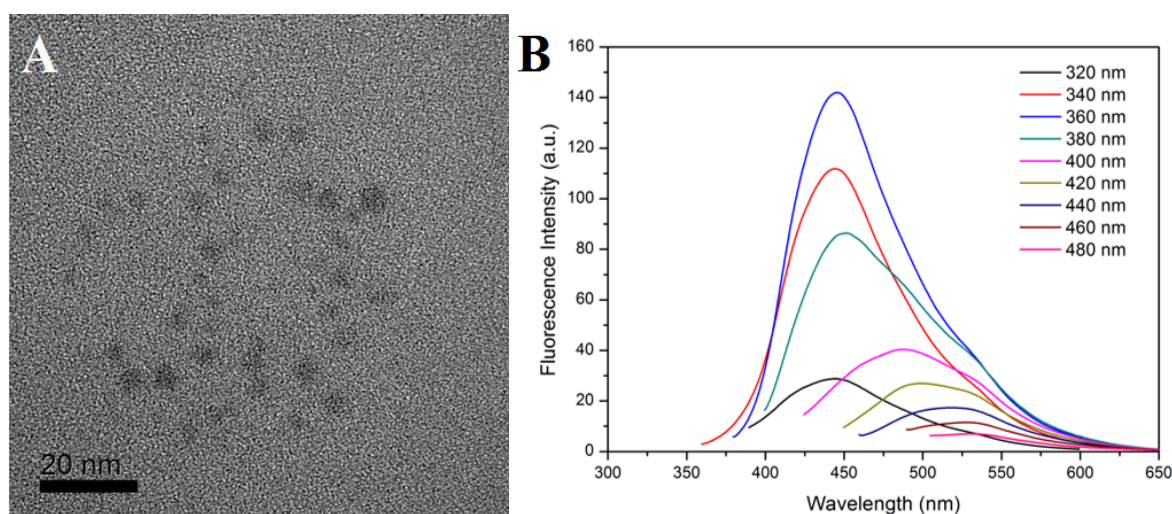 A
20 nm
B
Fluorescence Intensity (a.u.)
160
140
120
100
80
60
40
20
0
300 350 400 450 500 550 600 650
Wavelength (nm)
320 nm
340 nm
360 nm
380 nm
400 nm
420 nm
440 nm
460 nm
480 nm